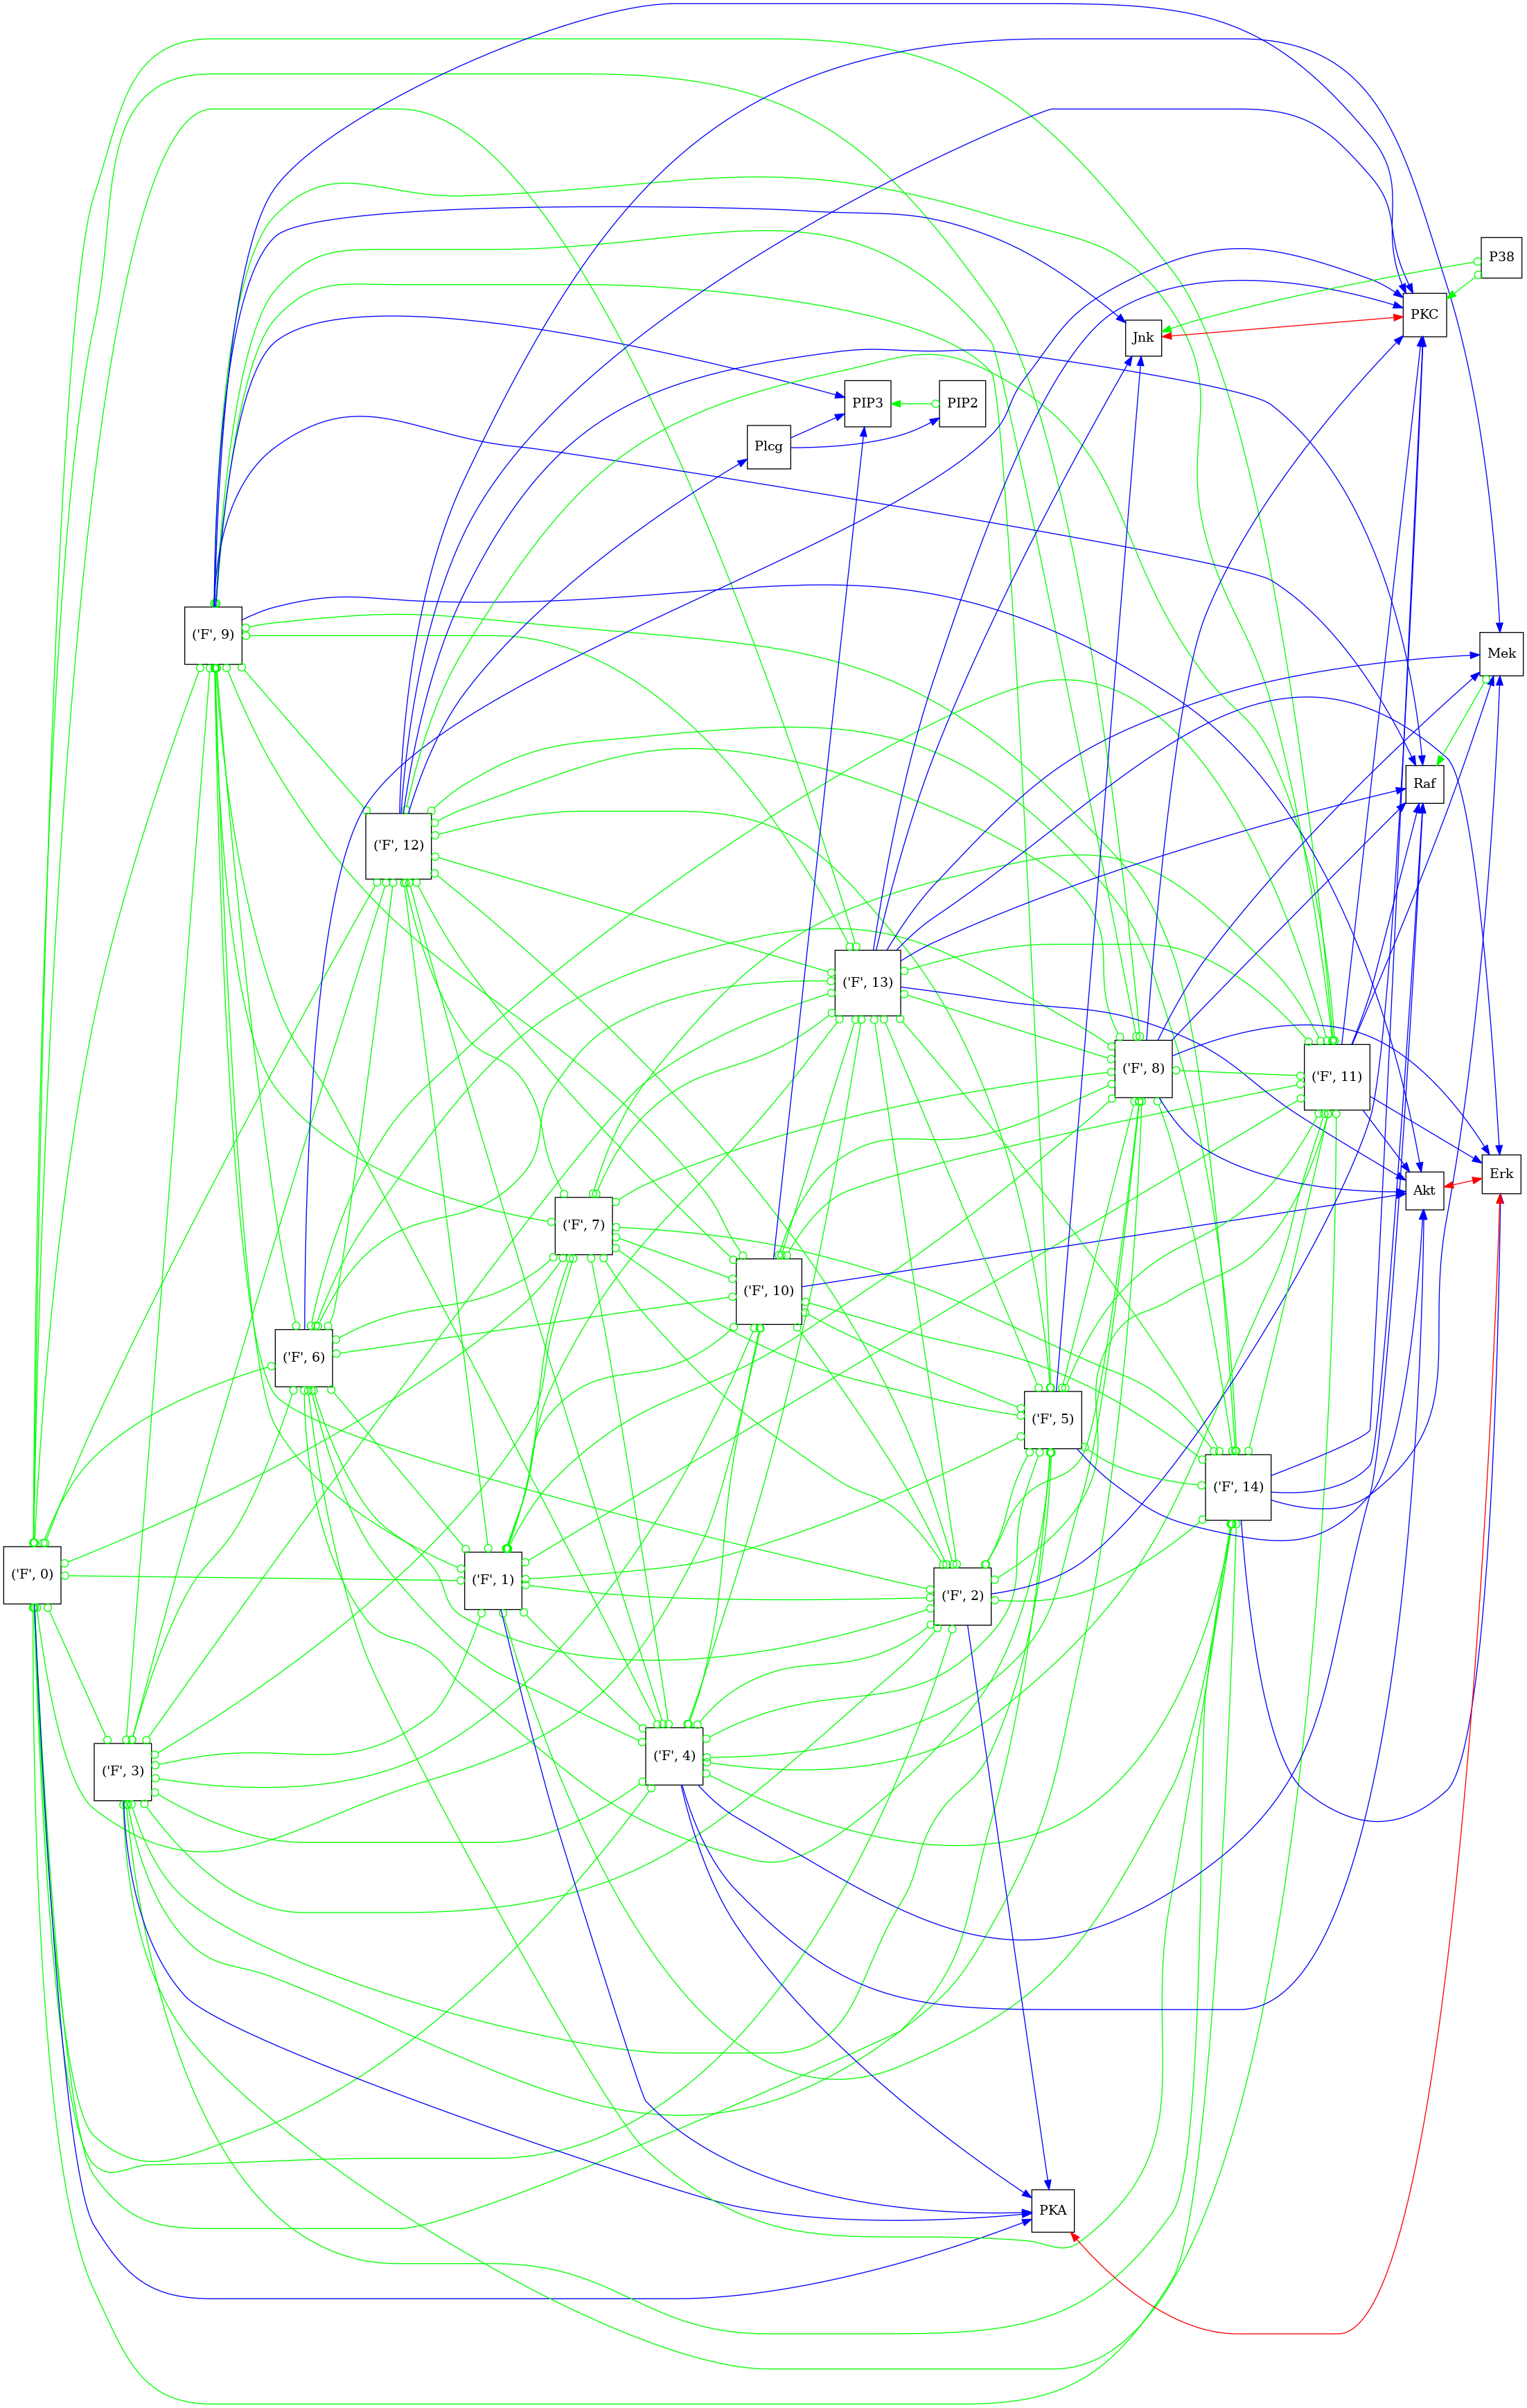 P38
PKC
Jnk
PIP3
PIP2
Plcg
('F', 9)
Mek
Raf
('F', 12)
('F', 13)
('F', 8)
('F', 11)
Erk
Akt
('F', 7)
('F', 10)
('F', 6)
('F', 5)
('F', 14)
('F', 0)
('F', 1)
('F', 2)
('F', 4)
('F', 3)
PKA